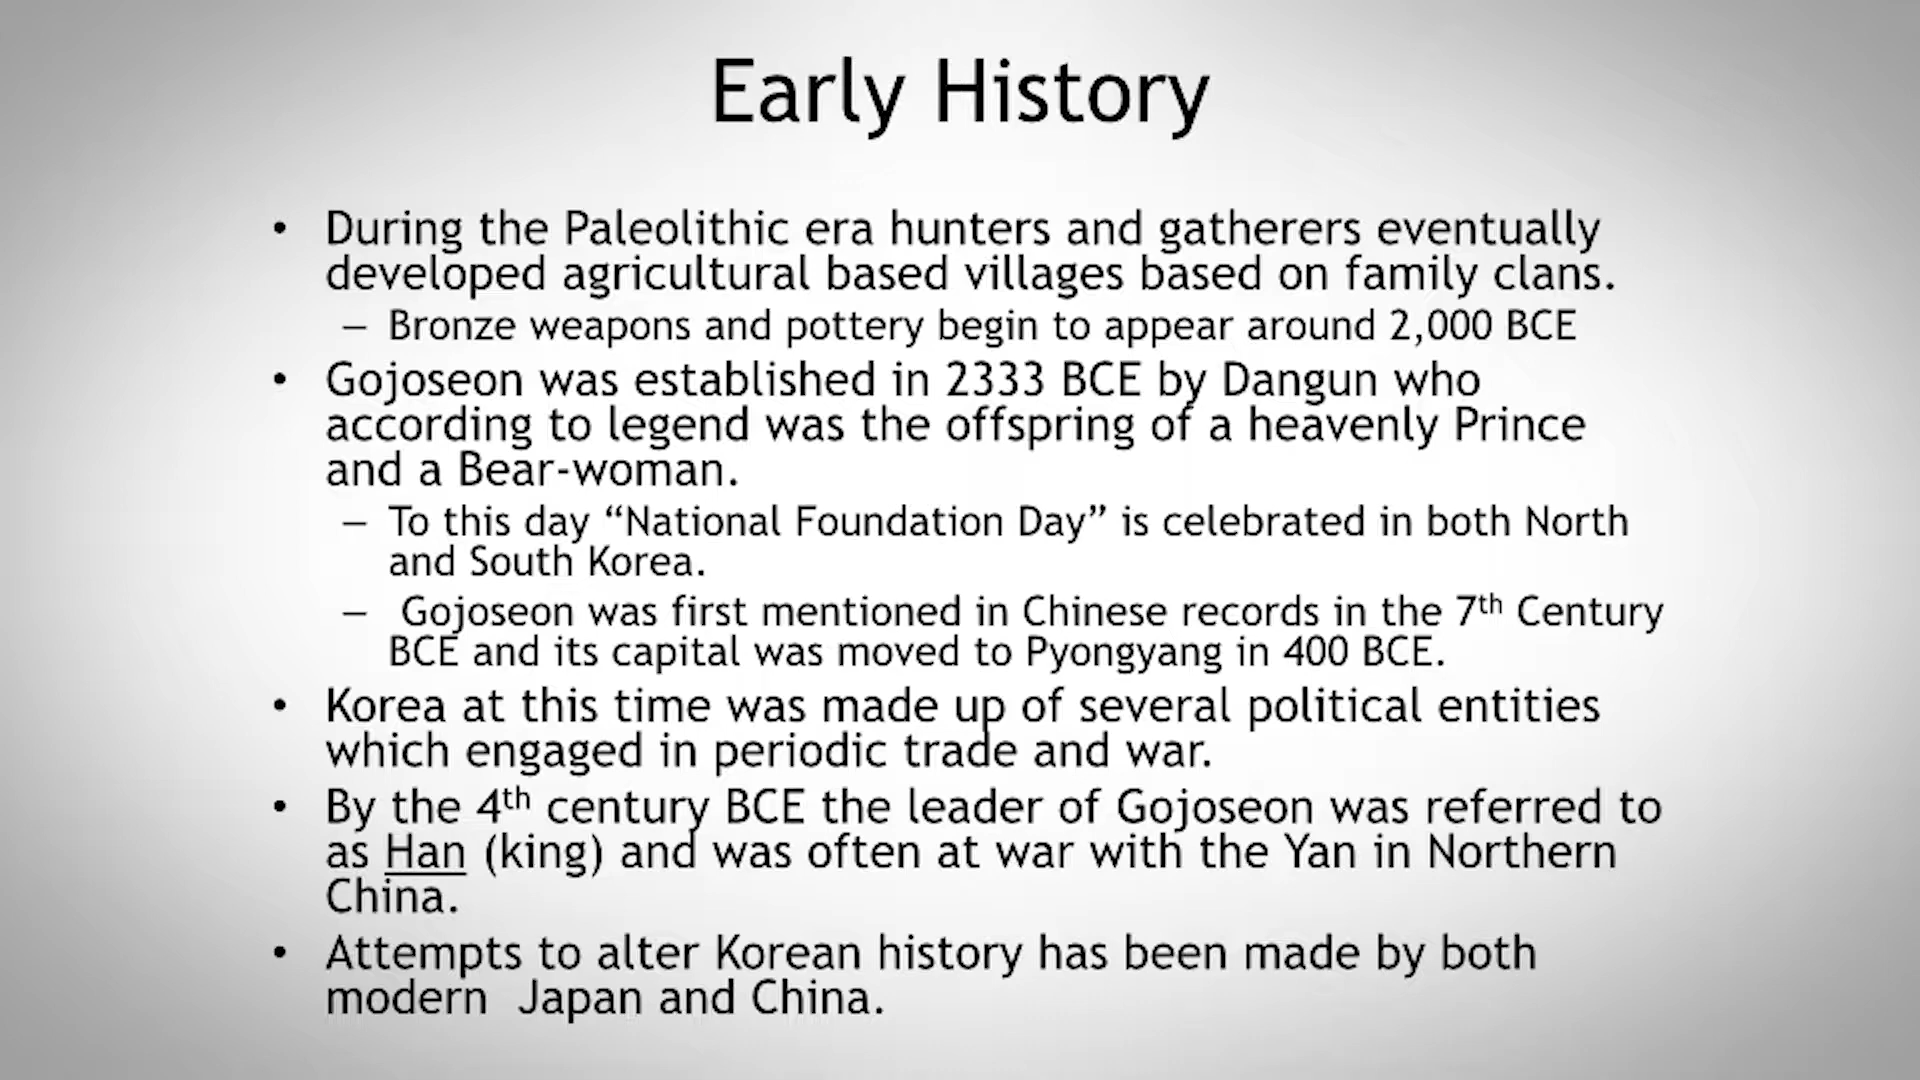 Early History
• During the Paleolithic era hunters and gatherers eventually
developed agricultural based villages based on family clans.
– Bronze weapons and pottery begin to appear around 2,000 BCE
• Gojoseon was established in 2333 BCE by Dangun who
according to legend was the offspring of a heavenly Prince
and a Bear-woman.
– To this day “National Foundation Day” is celebrated in both North
and South Korea.
– Gojoseon was first mentioned in Chinese records in the 7th Century
BCE and its capital was moved to Pyongyang in 400 BCE.
• Korea at this time was made up of several political entities
which engaged in periodic trade and war.
• By the 4th century BCE the leader of Gojoseon was referred to
as Han (king) and was often at war with the Yan in Northern
China.
• Attempts to alter Korean history has been made by both
modern  Japan and China.